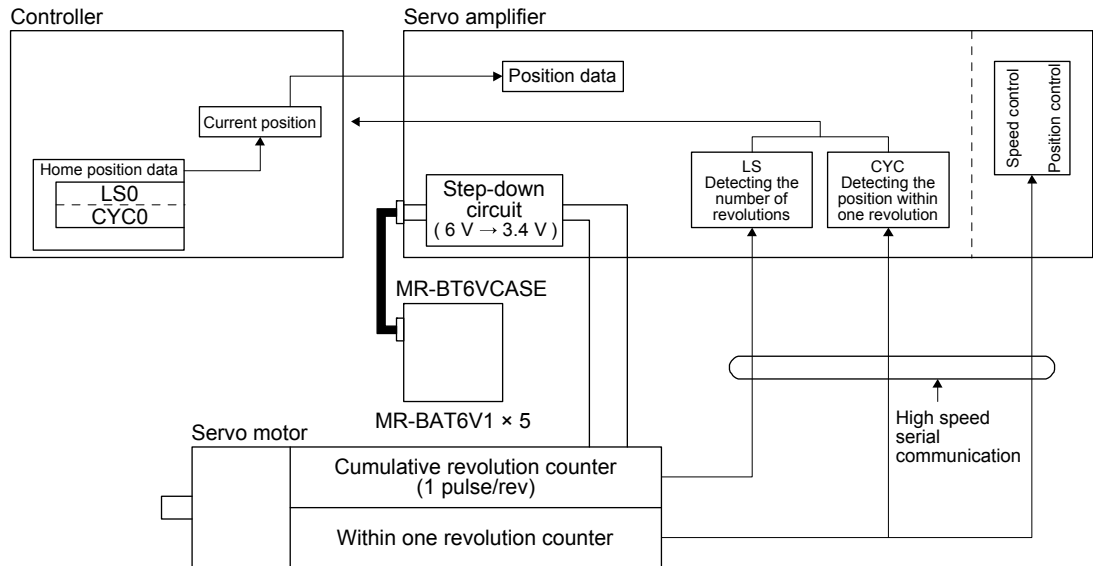 Controller
Servo amplifier
Position data
Current position
Home position data
LS0
CYC0
Step-down
circuit
( 6 V → 3.4 V )
LS
Detecting the
number of
revolutions
CYC
Detecting the
position within
one revolution
Speed control
Position control
MR-BT6VCASE
MR-BAT6V1 × 5
High speed
serial
communication
Servo motor
Cumulative revolution counter
(1 pulse/rev)
Within one revolution counter